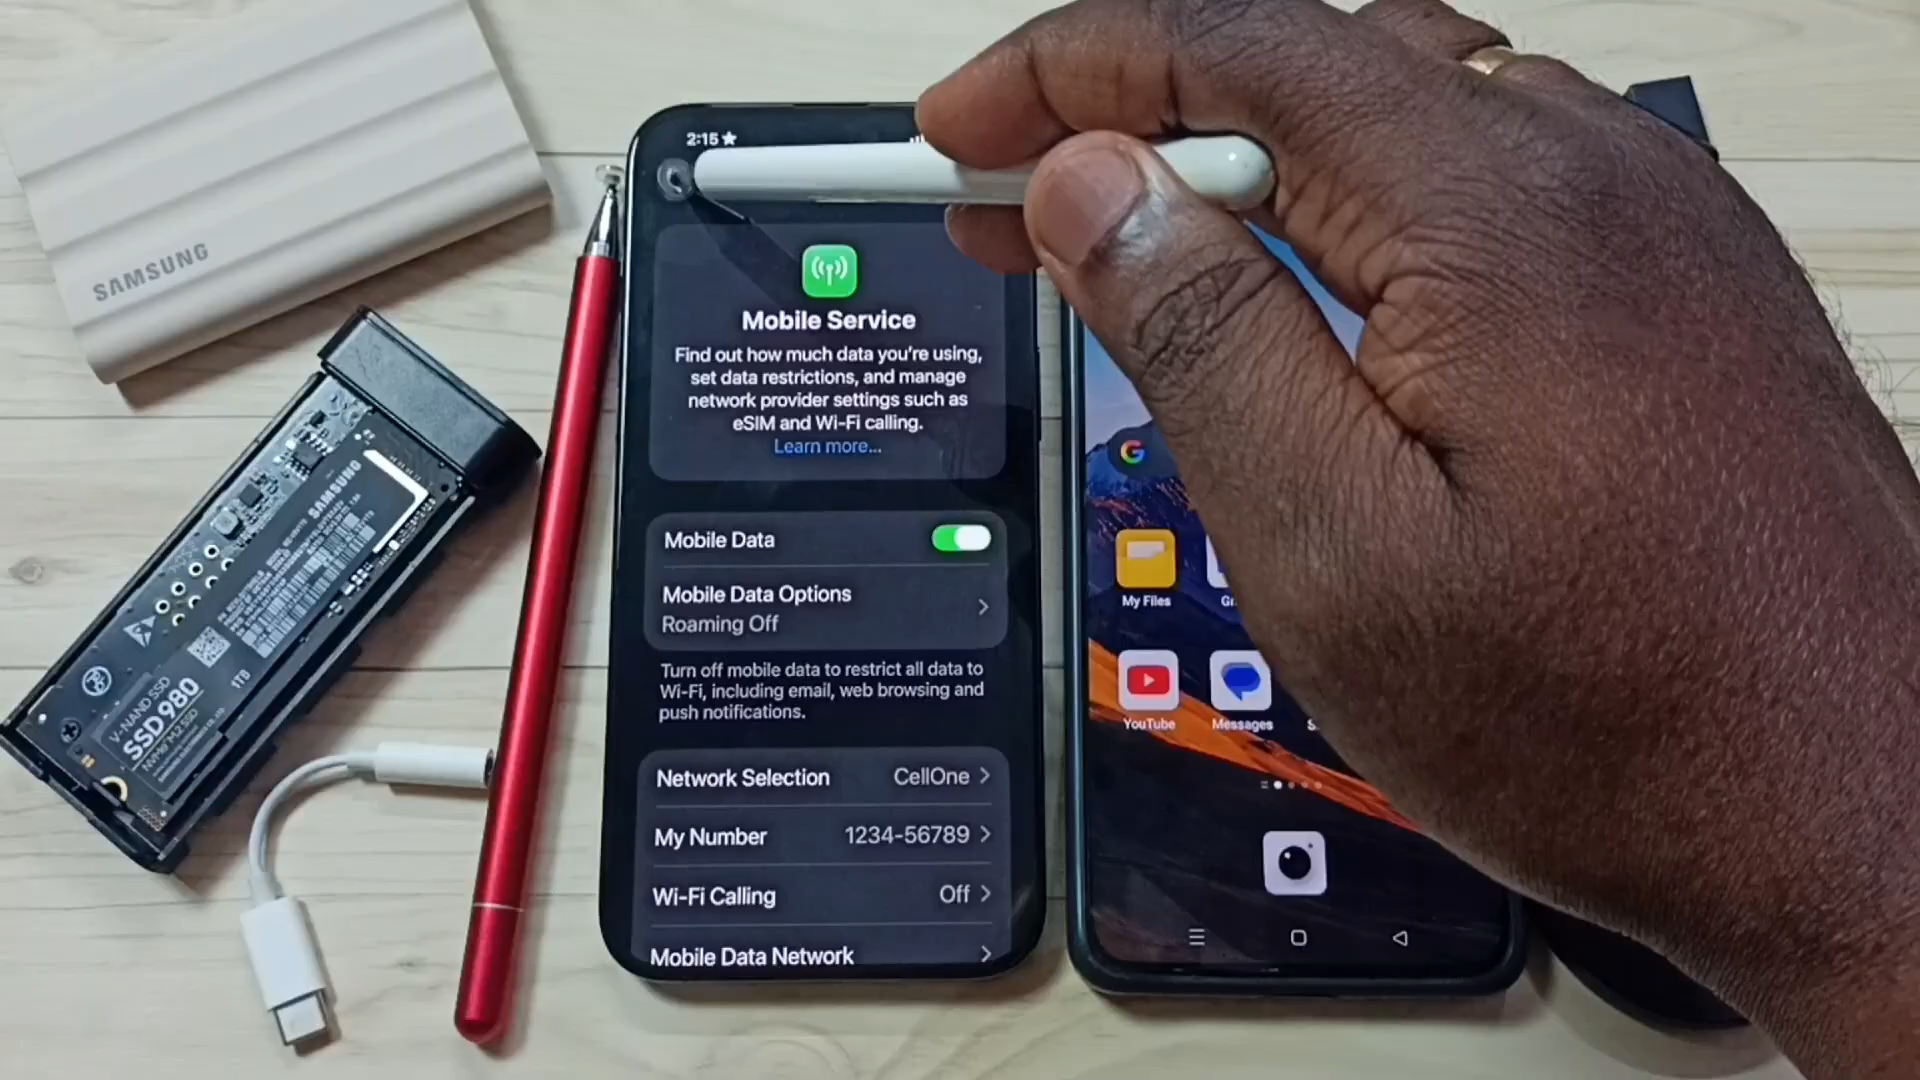 SAMSUNG
SAMSUNG
V-NAND SSD
SSD 980
NVMe M.2 SSD
1TB
2:15
Mobile Service
Find out how much data you're using,
set data restrictions, and manage
network provider settings such as
eSIM and Wi-Fi calling.
Learn more...
Mobile Data
Mobile Data Options
Roaming Off
Turn off mobile data to restrict all data to
Wi-Fi, including email, web browsing and
push notifications.
Network Selection CellOne
My Number 1234-56789
Wi-Fi Calling Off
Mobile Data Network
G
My Files
YouTube
Messages